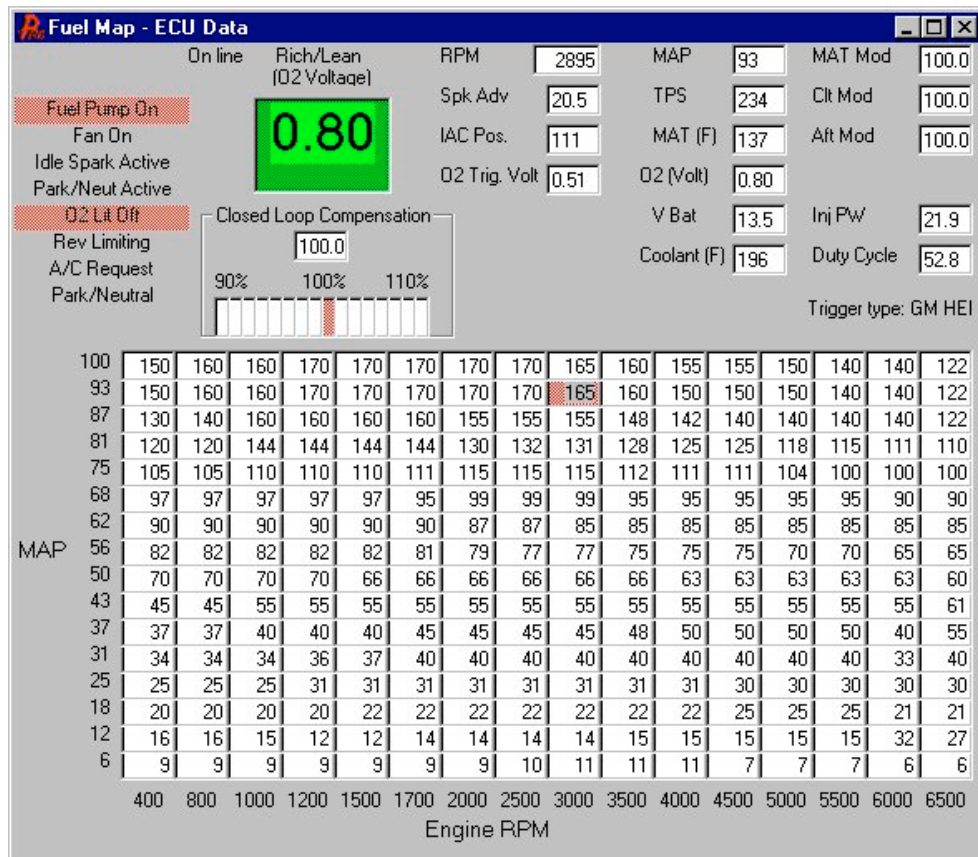 Fuel Map - ECU Data
On line Rich/Lean RPM 2895 MAP 93 MAT Mod 100.0
(O2 Voltage)
Fuel Pump On 0.80 Spk Adv 20.5 TPS 234 Clt Mod 100.0
Fan On IAC Pos. 111 MAT (F) 137 Aft Mod 100.0
Idle Spark Active
Park/Neut Active O2 Trig. Volt 0.51 O2 (Volt) 0.80
O2 Lit Off Closed Loop Compensation V Bat 13.5 Inj PW 21.9
Rev Limiting 100.0
A/C Request Coolant (F) 196 Duty Cycle 52.8
Park/Neutral 90% 100% 110%
Trigger type: GM HEI
100 150 160 160 170 170 170 170 170 165 160 155 155 150 140 140 122
93 150 160 160 170 170 170 170 170 165 160 150 150 150 140 140 122
87 130 140 160 160 160 160 155 155 155 148 142 140 140 140 140 122
81 120 120 144 144 144 144 130 132 131 128 125 125 118 115 111 110
75 105 105 110 110 110 111 115 115 115 112 111 111 104 100 100 100
68 97 97 97 97 97 95 99 99 99 95 95 95 95 95 90 90
62 90 90 90 90 90 90 87 87 85 85 85 85 85 85 85 85
MAP 56 82 82 82 82 82 81 79 77 77 75 75 75 70 70 65 65
50 70 70 70 70 66 66 66 66 66 66 63 63 63 63 63 60
43 45 45 55 55 55 55 55 55 55 55 55 55 55 55 55 61
37 37 37 40 40 40 45 45 45 45 48 50 50 50 50 40 55
31 34 34 34 36 37 40 40 40 40 40 40 40 40 40 33 40
25 25 25 25 31 31 31 31 31 31 31 31 30 30 30 30 30
18 20 20 20 20 22 22 22 22 22 22 22 25 25 25 21 21
12 16 16 15 12 12 14 14 14 14 15 15 15 15 15 32 27
6 9 9 9 9 9 9 9 10 11 11 11 7 7 7 6 6
400 800 1000 1200 1500 1700 2000 2500 3000 3500 4000 4500 5000 5500 6000 6500
Engine RPM